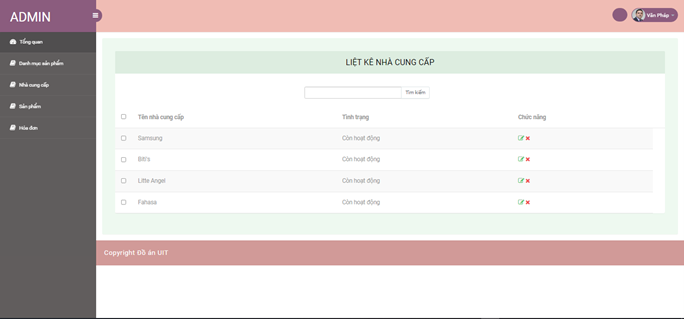 ADMIN
Văn Pháp
Tổng quan
Danh mục sản phẩm
Nhà cung cấp
Sản phẩm
Hóa đơn
LIỆT KÊ NHÀ CUNG CẤP
Tìm kiếm
Tên nhà cung cấp Tình trạng Chức năng
Samsung Còn hoạt động
Biti's Còn hoạt động
Litte Angel Còn hoạt động
Fahasa Còn hoạt động
Copyright Đồ án UIT